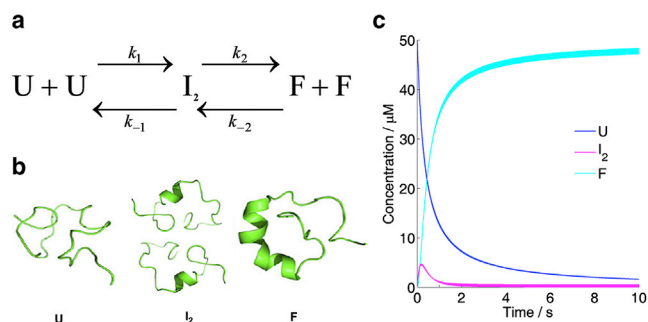 a
k₁ k₂
U + U I₂ F + F
k₋₁ k₋₂
b
U I₂ F
c
Concentration / µM
50
40
30
20
10
0
U
I₂
F
2 4 6 8 10
Time / s